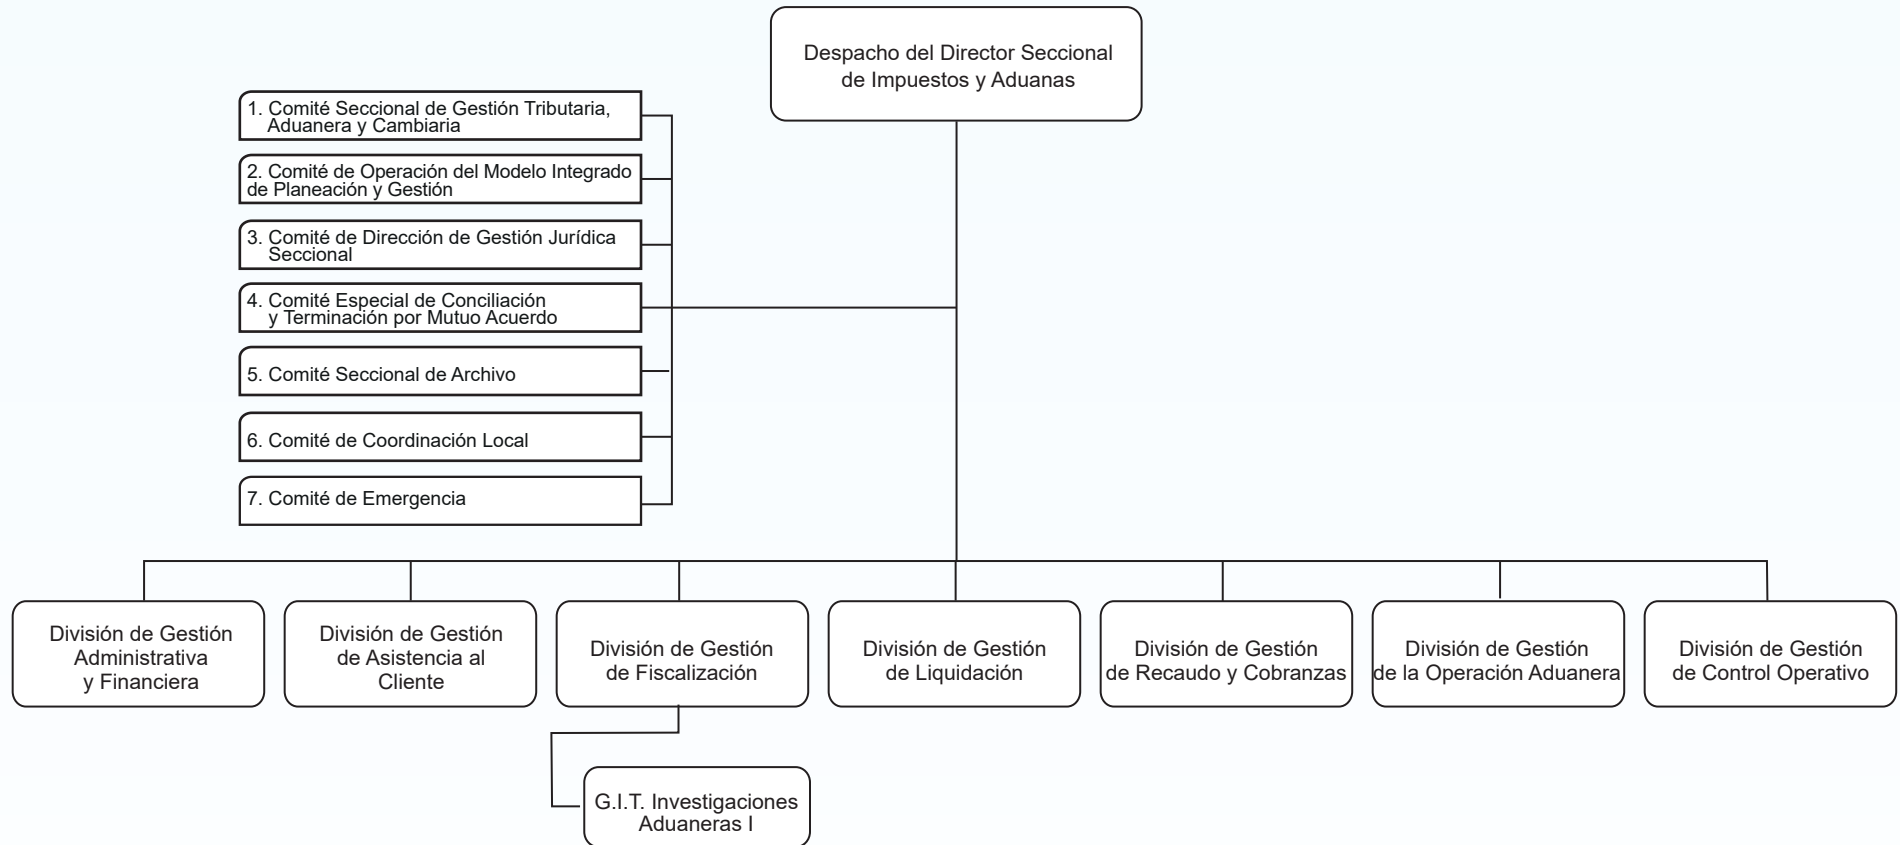 Despacho del Director Seccional
de Impuestos y Aduanas
1. Comité Seccional de Gestión Tributaria,
Aduanera y Cambiaria
2. Comité de Operación del Modelo Integrado
de Planeación y Gestión
3. Comité de Dirección de Gestión Jurídica
Seccional
4. Comité Especial de Conciliación
y Terminación por Mutuo Acuerdo
5. Comité Seccional de Archivo
6. Comité de Coordinación Local
7. Comité de Emergencia
División de Gestión
Administrativa
y Financiera
División de Gestión
de Asistencia al
Cliente
División de Gestión
de Fiscalización
División de Gestión
de Liquidación
División de Gestión
de Recaudo y Cobranzas
División de Gestión
de la Operación Aduanera
División de Gestión
de Control Operativo
G.I.T. Investigaciones
Aduaneras I